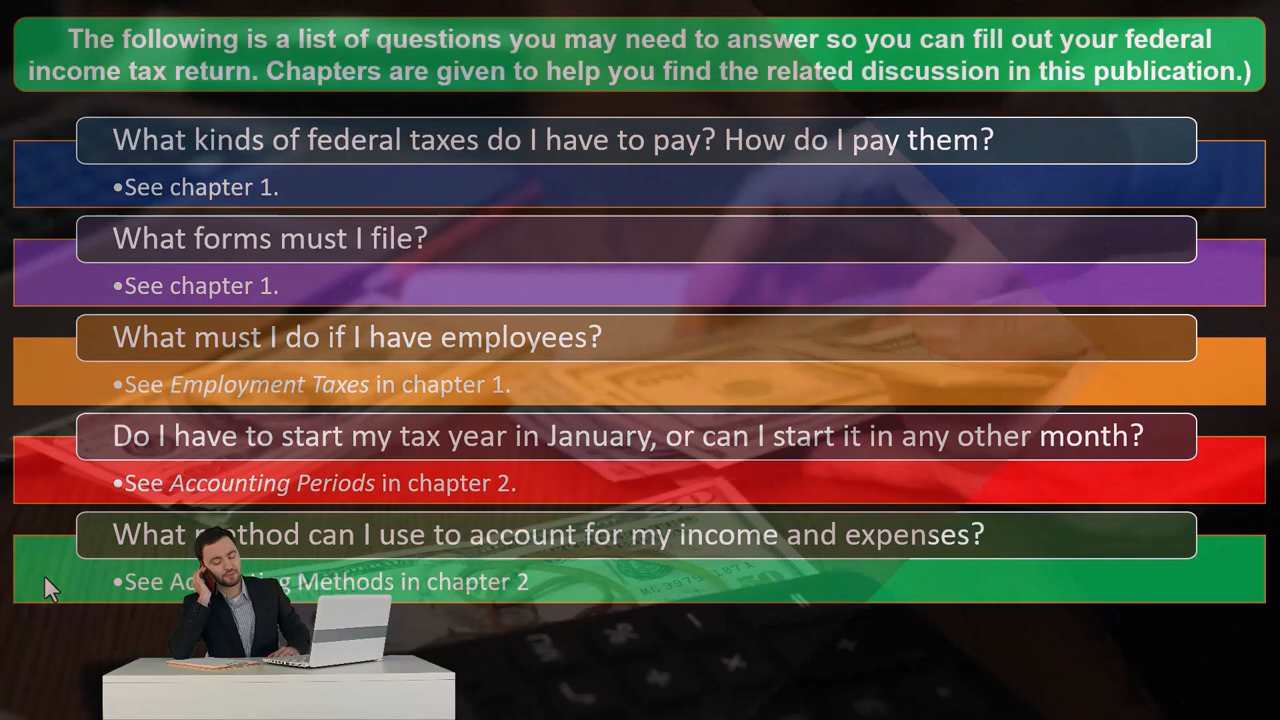 The following is a list of questions you may need to answer so you can fill out your federal
income tax return. Chapters are given to help you find the related discussion in this publication.)
What kinds of federal taxes do I have to pay? How do I pay them?
•See chapter 1.
What forms must I file?
•See chapter 1.
What must I do if I have employees?
•See Employment Taxes in chapter 1.
Do I have to start my tax year in January, or can I start it in any other month?
•See Accounting Periods in chapter 2.
What method can I use to account for my income and expenses?
•See Accounting Methods in chapter 2